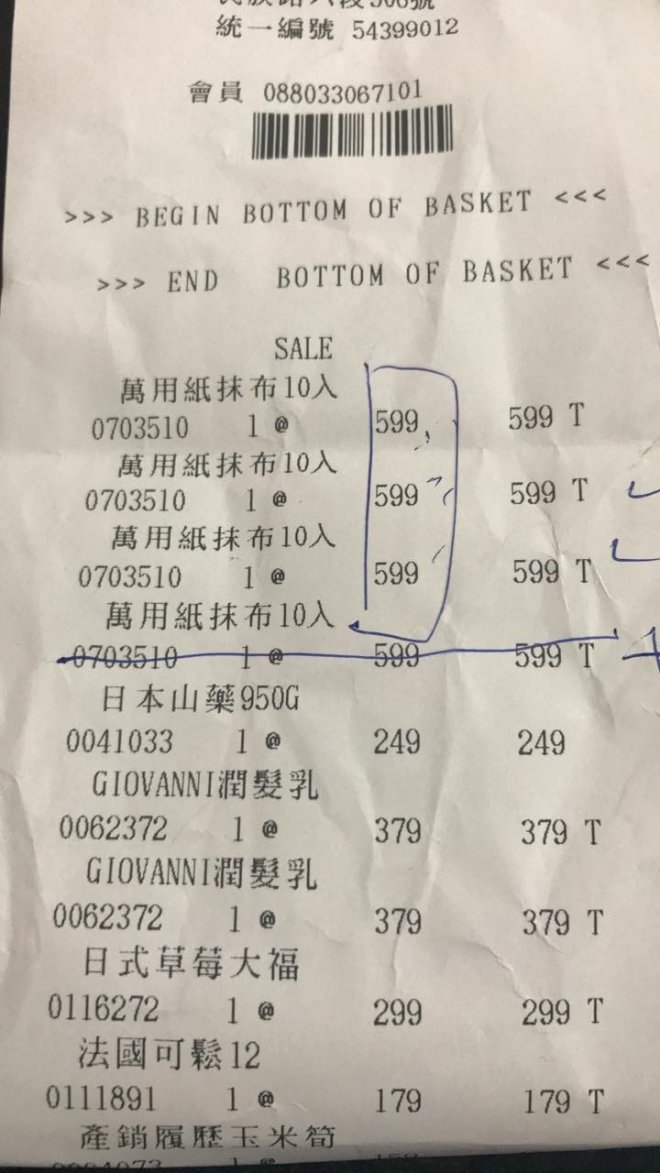 統一編號 54399012
會員 088033067101
>>> BEGIN BOTTOM OF BASKET <<<
>>> END BOTTOM OF BASKET <<<
SALE
萬用紙抹布10入
0703510 1 @ 599 599 T
萬用紙抹布10入
0703510 1 @ 599 599 T
萬用紙抹布10入
0703510 1 @ 599 599 T
萬用紙抹布10入
0703510 1 @ 599 599 T
日本山藥950G
0041033 1 @ 249 249
GIOVANNI潤髮乳
0062372 1 @ 379 379 T
GIOVANNI潤髮乳
0062372 1 @ 379 379 T
日式草莓大福
0116272 1 @ 299 299 T
法國可鬆12
0111891 1 @ 179 179 T
產銷履歷玉米筍